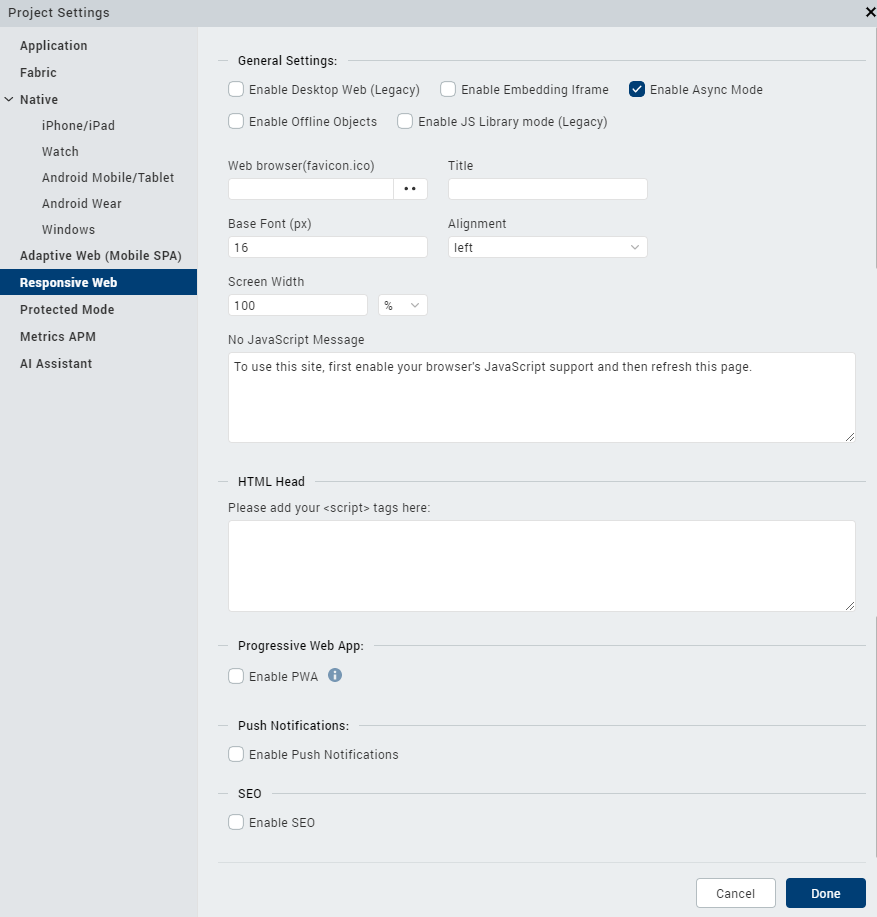 Project Settings
Application
Fabric
Native
iPhone/iPad
Watch
Android Mobile/Tablet
Android Wear
Windows
Adaptive Web (Mobile SPA)
Responsive Web
Protected Mode
Metrics APM
AI Assistant
General Settings:
Enable Desktop Web (Legacy) Enable Embedding Iframe Enable Async Mode
Enable Offline Objects Enable JS Library mode (Legacy)
Web browser(favicon.ico) Title
Base Font (px) Alignment
16 left
Screen Width
100 %
No JavaScript Message
To use this site, first enable your browser's JavaScript support and then refresh this page.
HTML Head
Please add your <script> tags here:
Progressive Web App:
Enable PWA
Push Notifications:
Enable Push Notifications
SEO
Enable SEO
Cancel Done